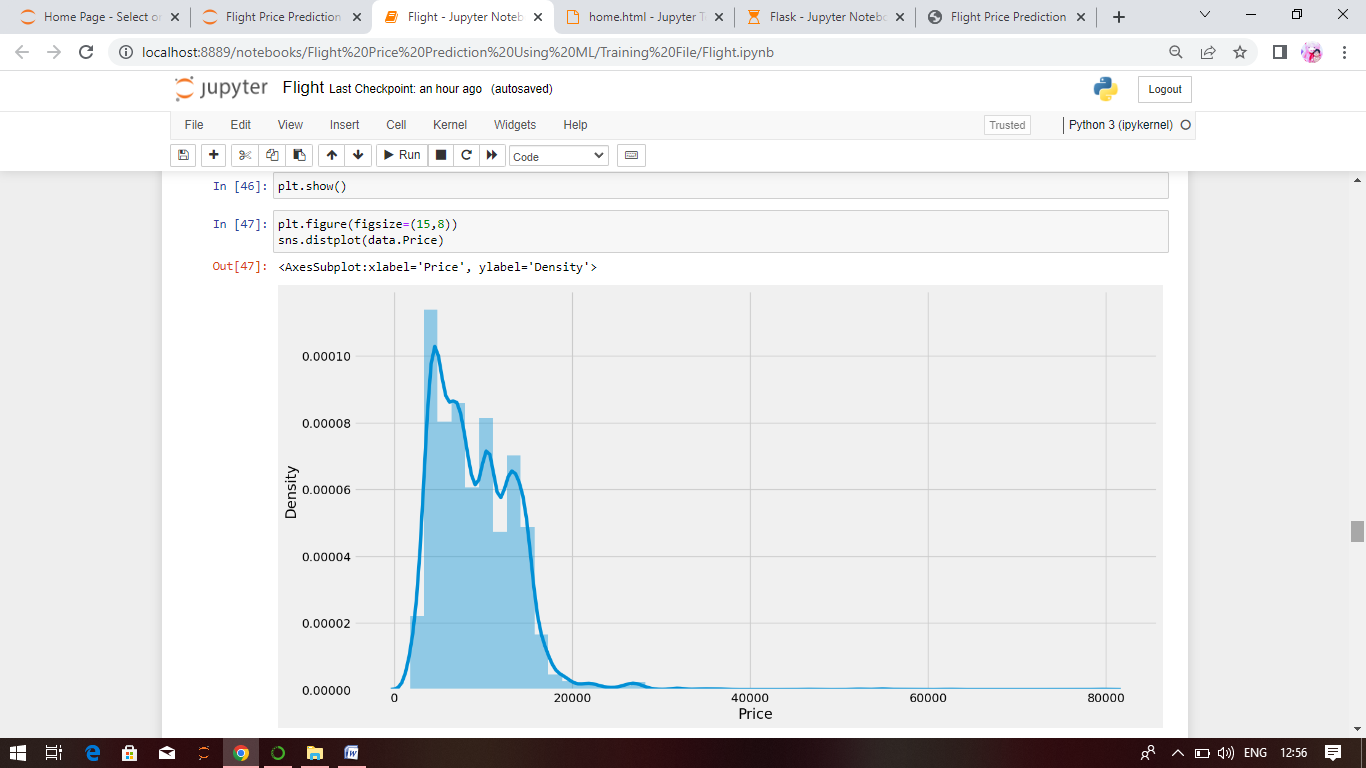 Home Page - Select or
Flight Price Prediction
Flight - Jupyter Noteb
home.html - Jupyter T
Flask - Jupyter Notebo
Flight Price Prediction
localhost:8889/notebooks/Flight%20Price%20Prediction%20Using%20ML/Training%20File/Flight.ipynb
jupyter Flight Last Checkpoint: an hour ago (autosaved)
Logout
File Edit View Insert Cell Kernel Widgets Help
Trusted
Python 3 (ipykernel)
Run
Code
In [46]: plt.show()
In [47]: plt.figure(figsize=(15,8))
sns.distplot(data.Price)
Out[47]: <AxesSubplot:xlabel='Price', ylabel='Density'>
0.00010
0.00008
0.00006
0.00004
0.00002
0.00000
Density
0 20000 40000 60000 80000
Price
ENG 12:56